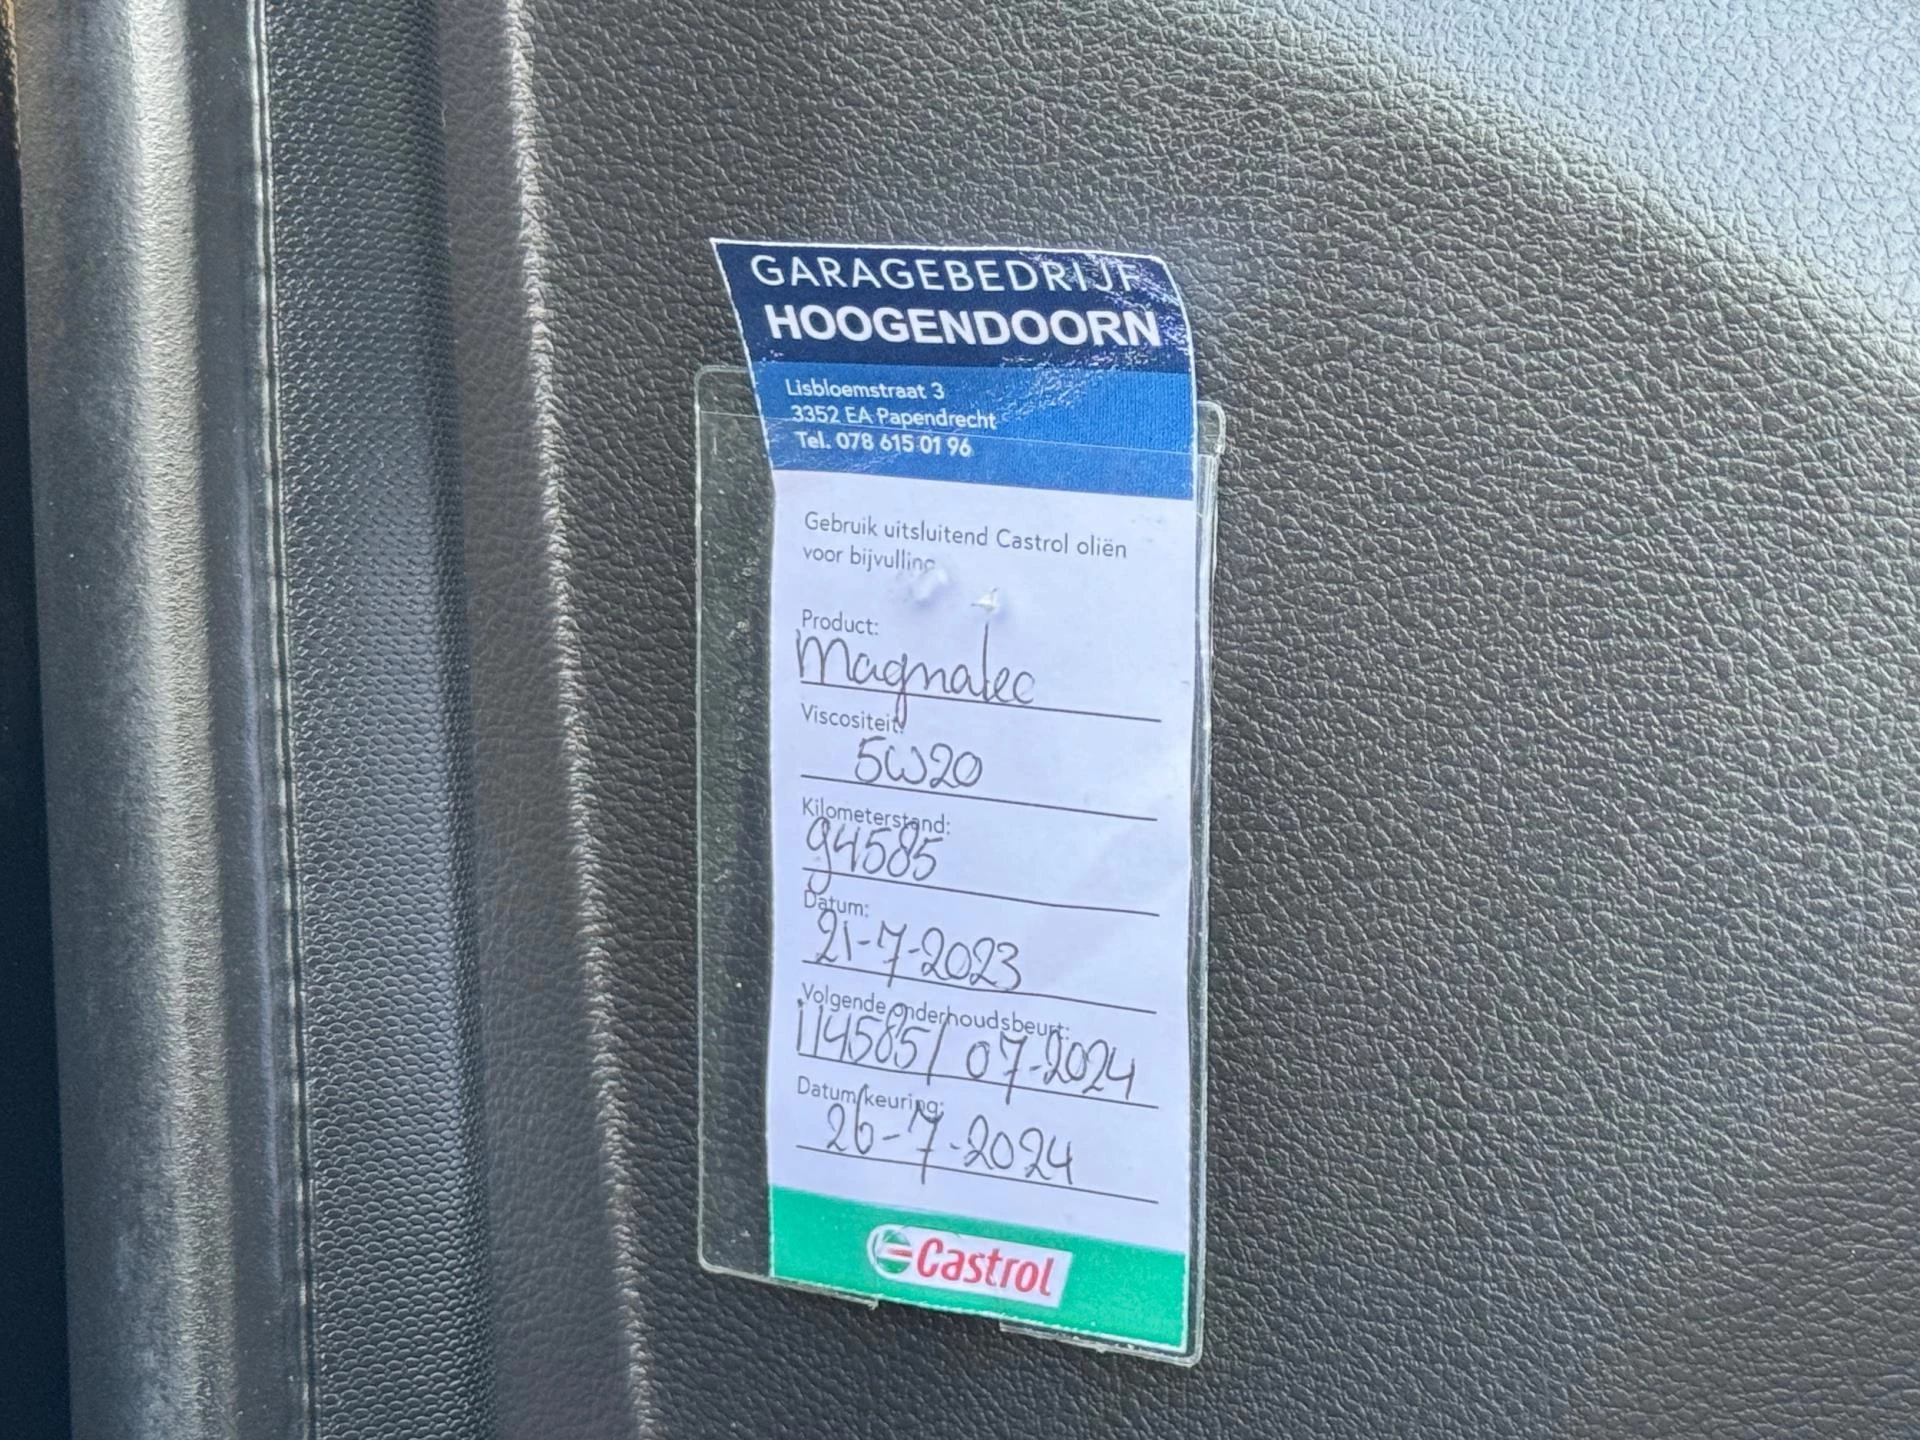 GARAGEBEDRIJF
HOOGENDOORN
Lisbloemstraat 3
3352 EA Papendrecht
Tel. 078 615 01 96
Gebruik uitsluitend Castrol oliën
voor bijvulling
Product:
Magnatec
Viscositeit:
5W20
Kilometerstand:
94585
Datum:
21-7-2023
Volgende onderhoudsbeurt:
114585/ 07-2024
Datum keuring:
26-7-2024
Castrol